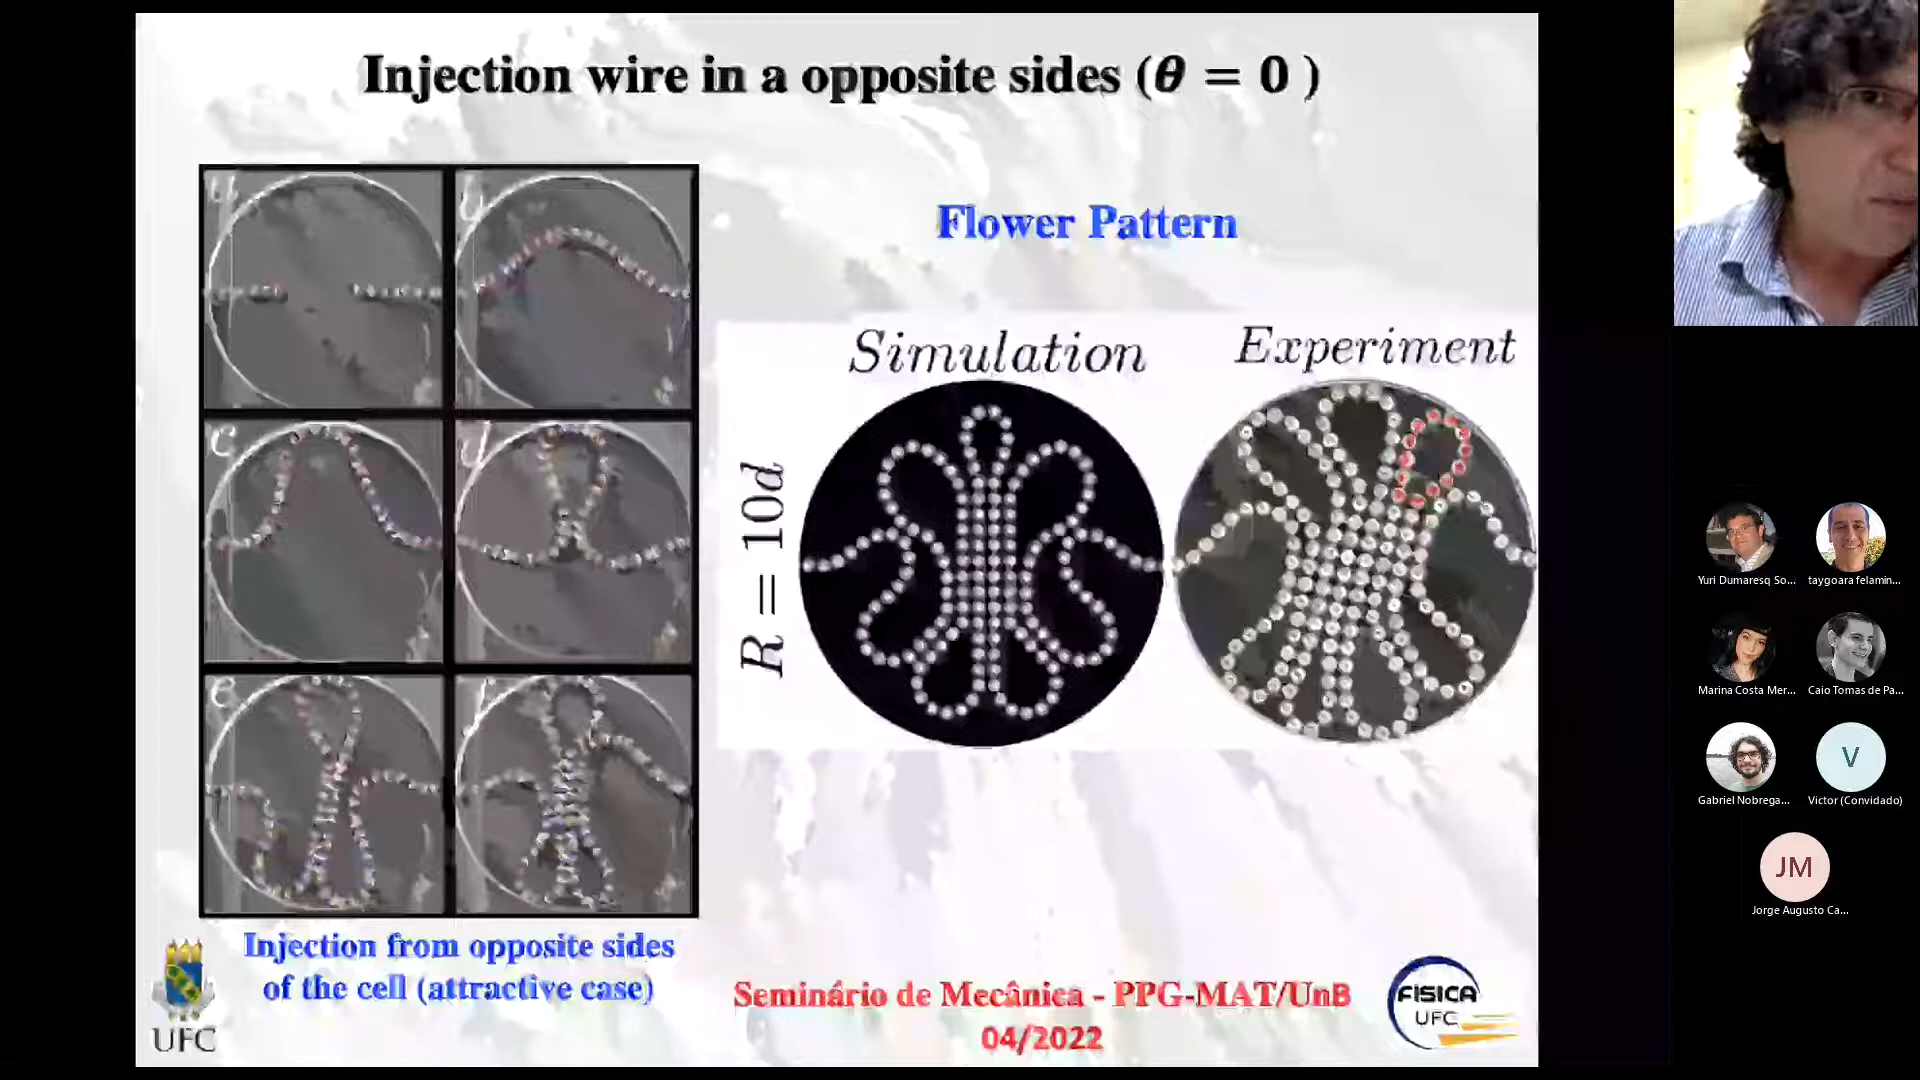 Injection wire in a opposite sides (θ = 0 )
Flower Pattern
Simulation
Experiment
R = 10d
c
d
e
Injection from opposite sides
of the cell (attractive case)
UFC
Seminário de Mecânica - PPG-MAT/UnB
04/2022
FISICA
UFC
Yuri Dumaresq So...
taygoara felamin...
Marina Costa Mer...
Caio Tomas de Pa...
Gabriel Nobrega...
V
Victor (Convidado)
JM
Jorge Augusto Ca...